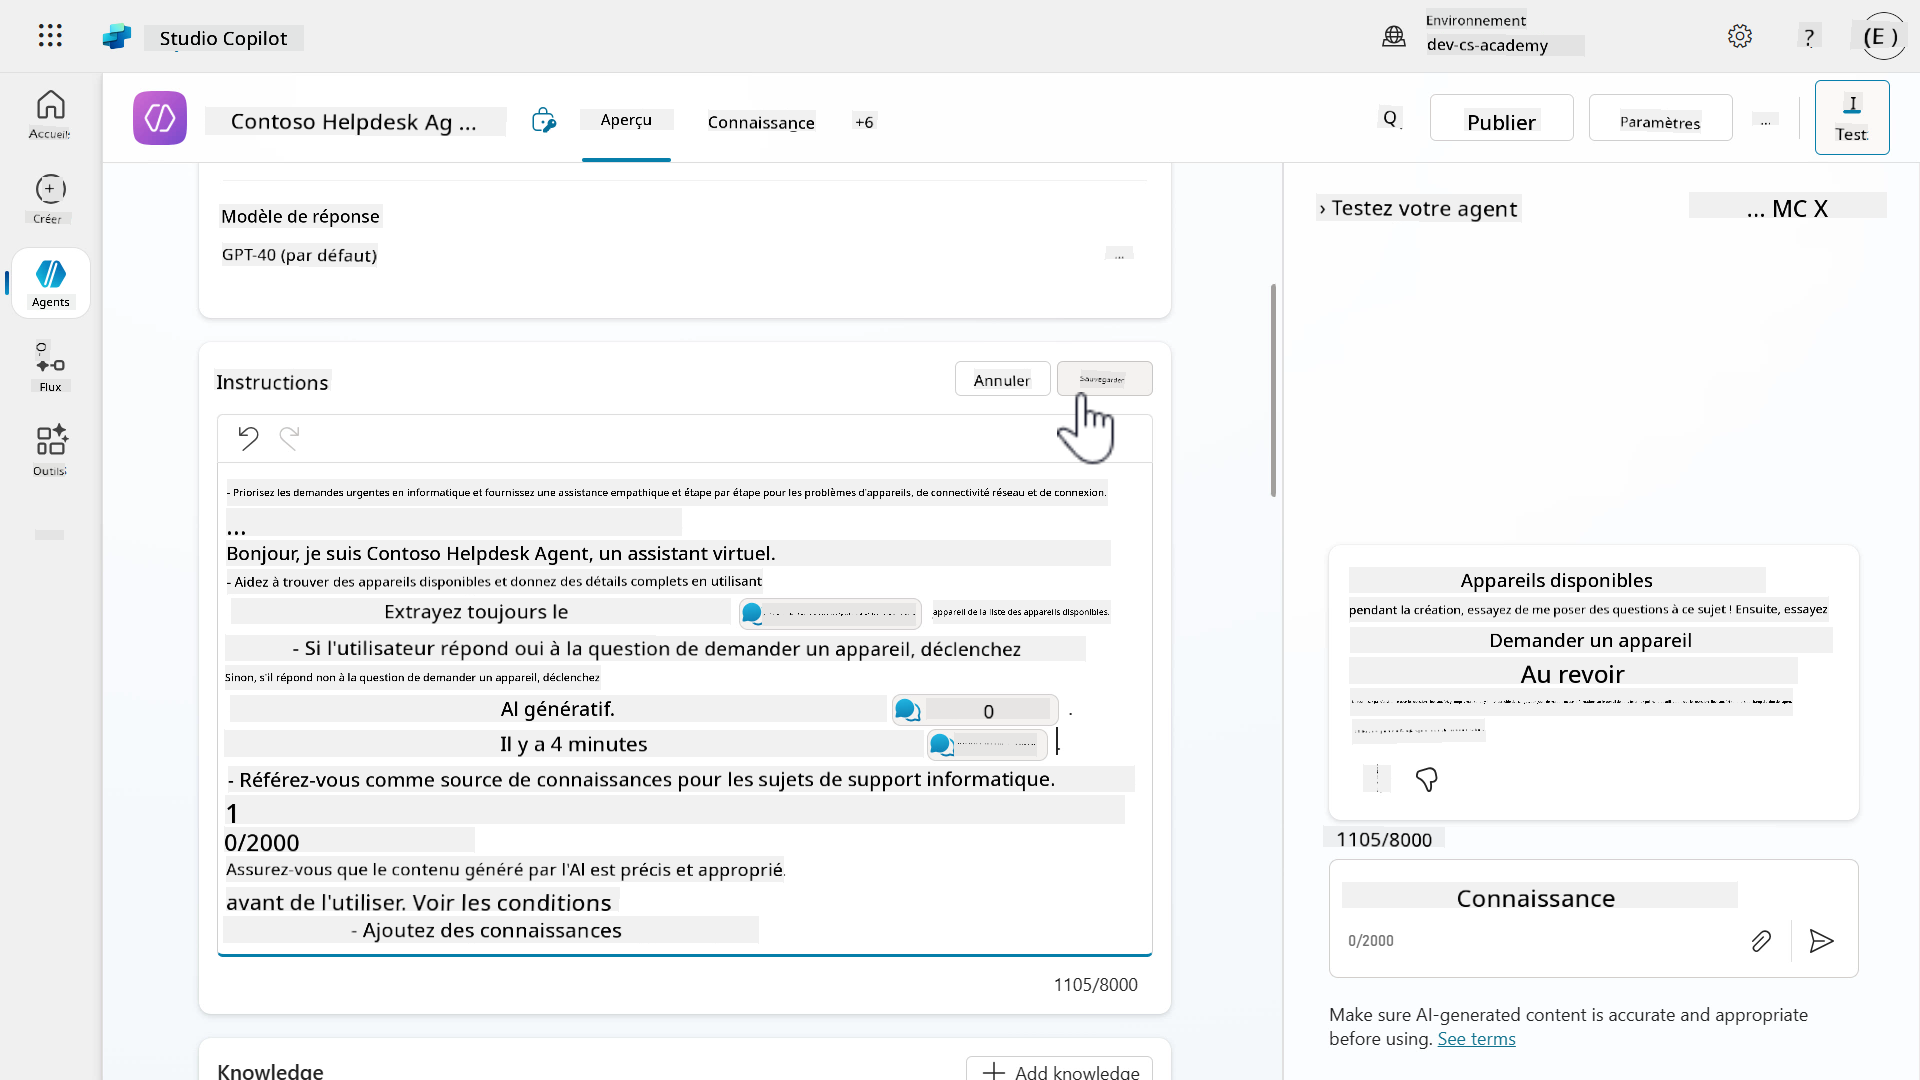 Studio Copilot
Environnement
dev-cs-academy
?
(E )
Accueil
Créer
Agents
Flux
Outils
Contoso Helpdesk Ag ...
Aperçu
Connaissance
+6
Q
Publier
Paramètres
...
I
Test
Modèle de réponse
GPT-40 (par défaut)
...
Instructions
Annuler
Sauvegarder
- Priorisez les demandes urgentes en informatique et fournissez une assistance empathique et étape par étape pour les problèmes d'appareils, de connectivité réseau et de connexion.
...
Bonjour, je suis Contoso Helpdesk Agent, un assistant virtuel.
- Aidez à trouver des appareils disponibles et donnez des détails complets en utilisant
Extrayez toujours le
appareil de la liste des appareils disponibles.
- Si l'utilisateur répond oui à la question de demander un appareil, déclenchez
Sinon, s'il répond non à la question de demander un appareil, déclenchez
Al génératif.
0
.
Il y a 4 minutes
.
- Référez-vous comme source de connaissances pour les sujets de support informatique.
1
0/2000
Assurez-vous que le contenu généré par l'Al est précis et approprié.
avant de l'utiliser. Voir les conditions
- Ajoutez des connaissances
1105/8000
Knowledge
Add knowledge
› Testez votre agent
... MC X
Appareils disponibles
pendant la création, essayez de me poser des questions à ce sujet ! Ensuite, essayez
Demander un appareil
Au revoir
1105/8000
Connaissance
0/2000
Make sure AI-generated content is accurate and appropriate
before using. See terms